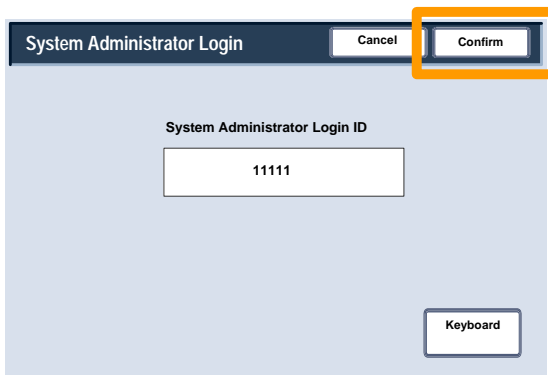 System Administrator Login
Cancel
Confirm
System Administrator Login ID
11111
Keyboard